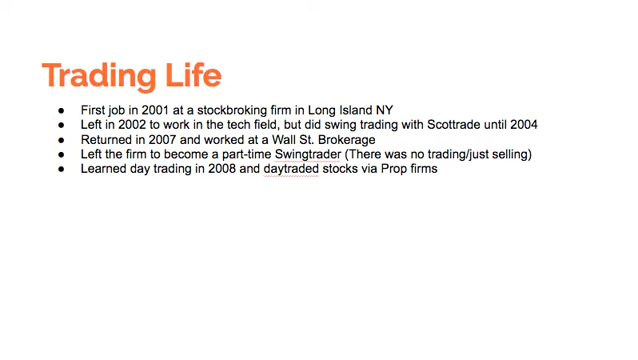 Trading Life
● First job in 2001 at a stockbroking firm in Long Island NY
● Left in 2002 to work in the tech field, but did swing trading with Scottrade until 2004
● Returned in 2007 and worked at a Wall St. Brokerage
● Left the firm to become a part-time Swingtrader (There was no trading/just selling)
● Learned day trading in 2008 and daytraded stocks via Prop firms